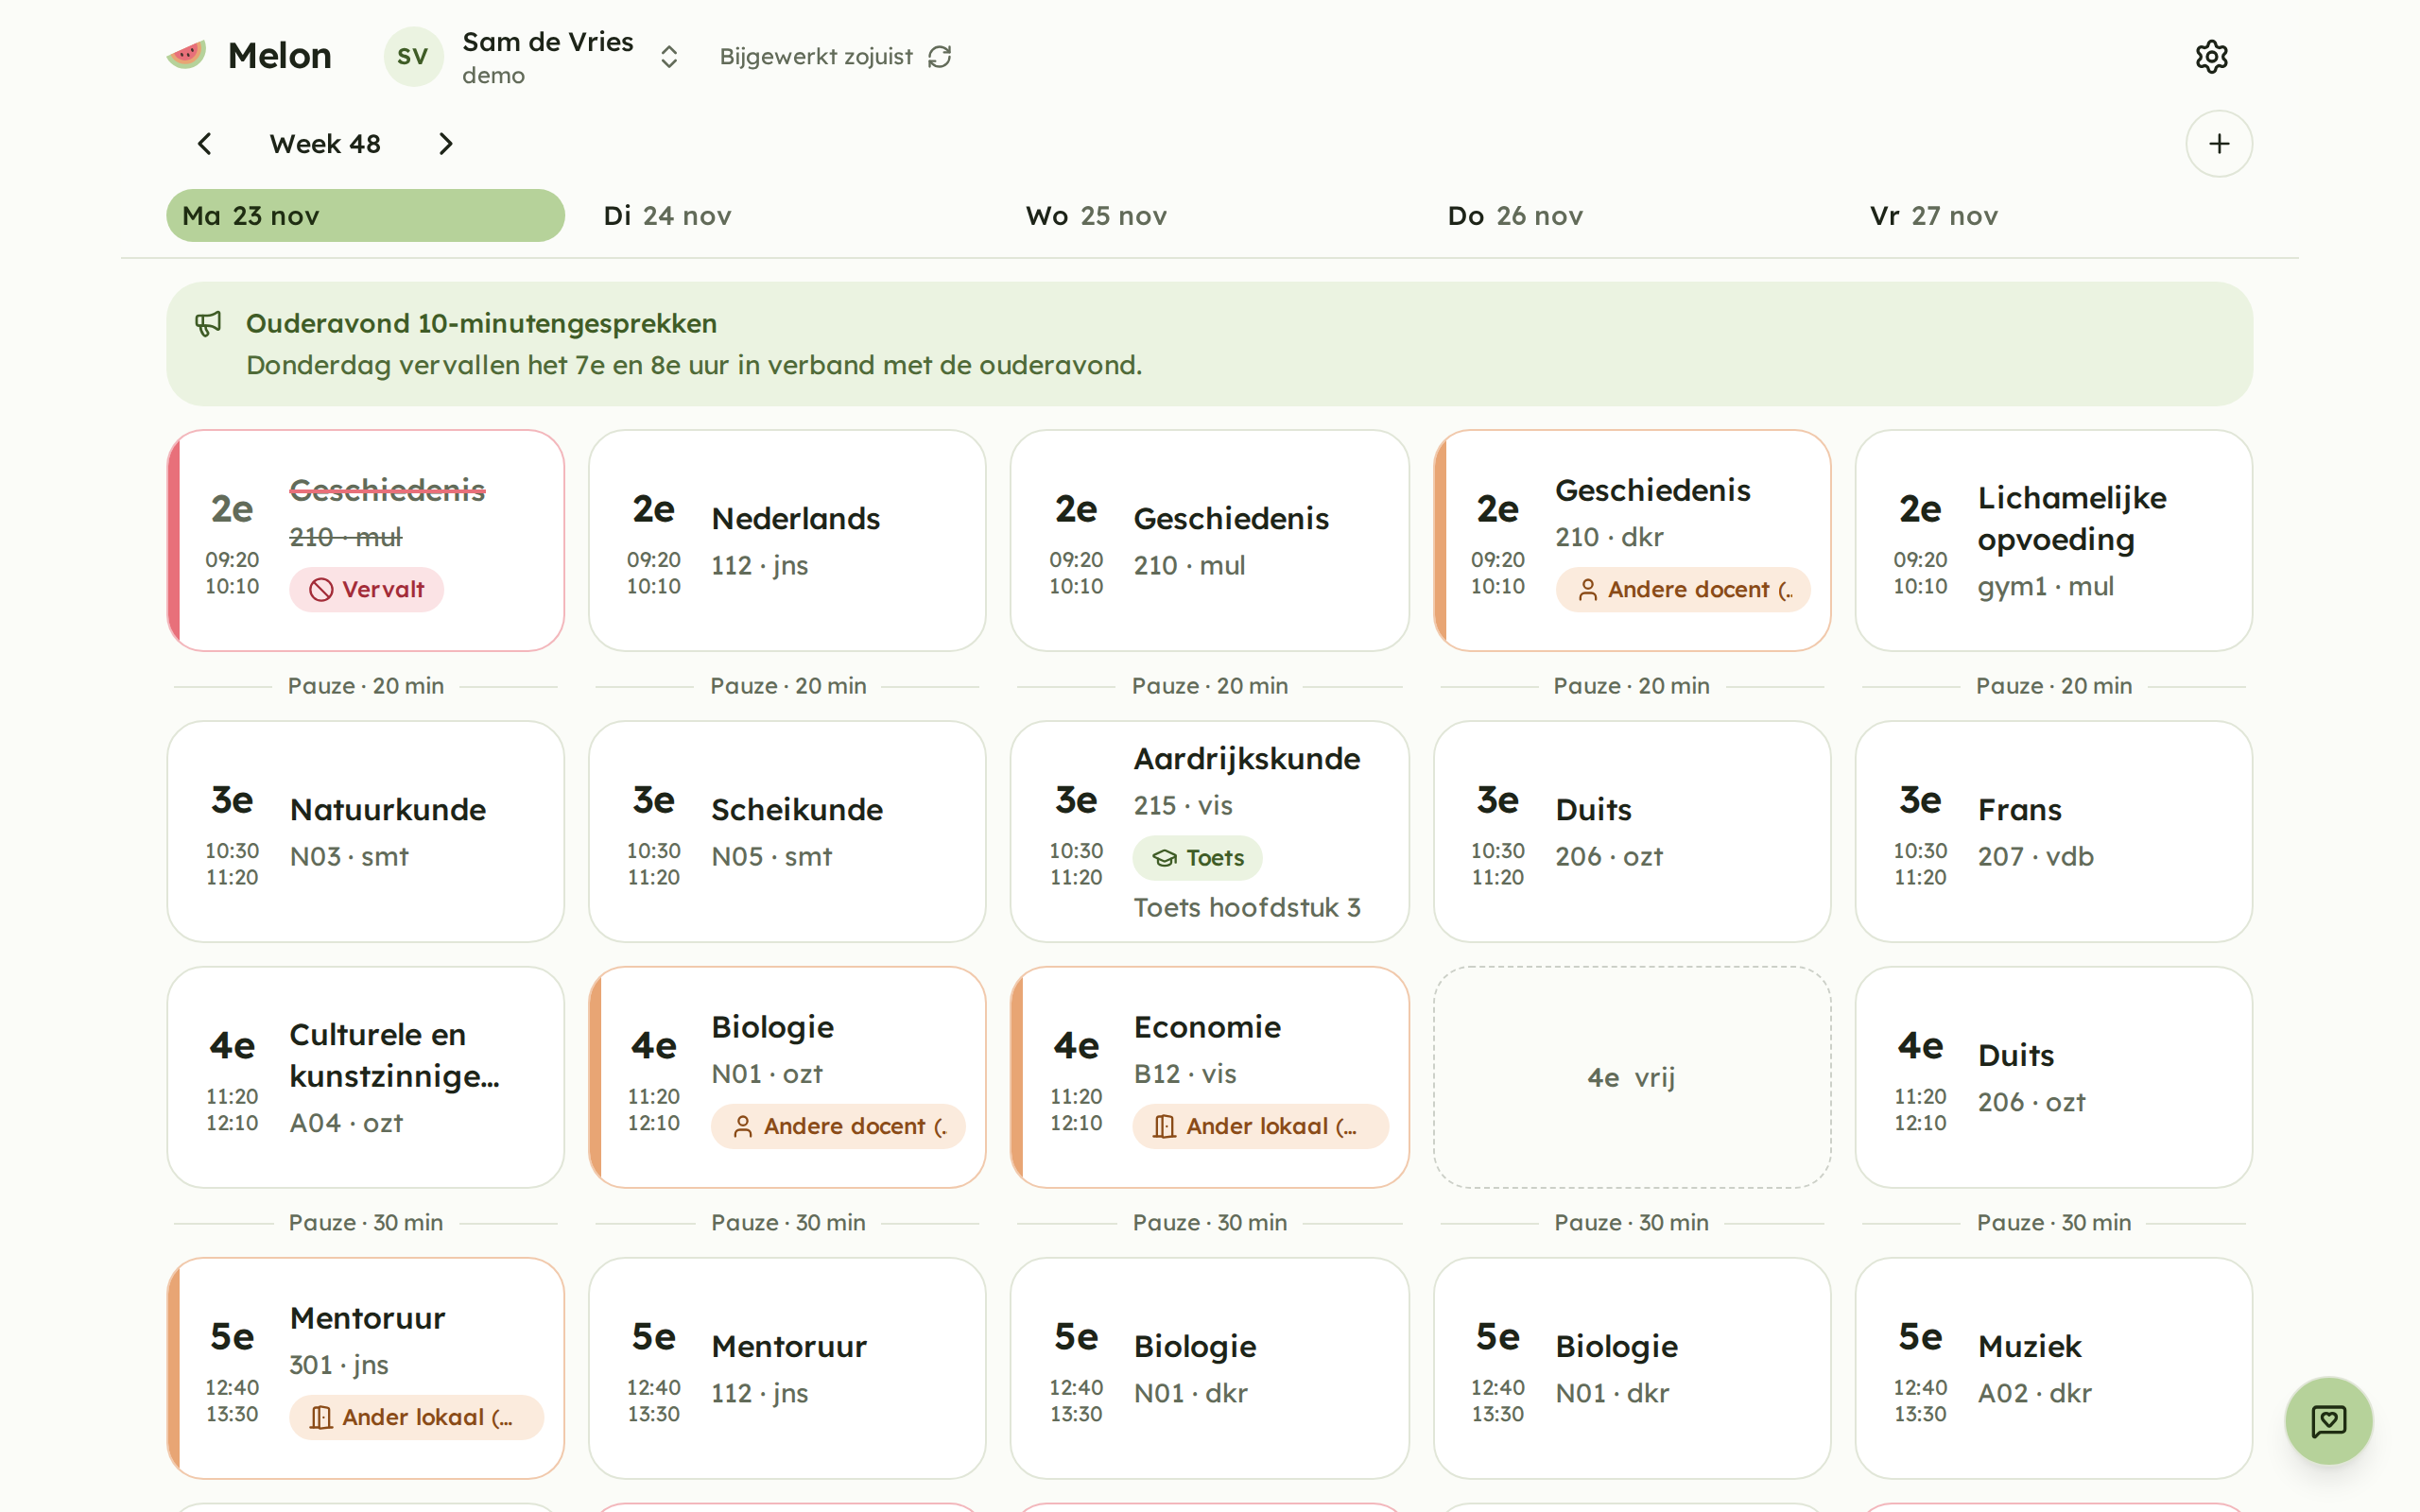 Melon
SV
Sam de Vries
demo
Bijgewerkt zojuist
Week 48
Ma 23 nov
Di 24 nov
Wo 25 nov
Do 26 nov
Vr 27 nov
Ouderavond 10-minutengesprekken
Donderdag vervallen het 7e en 8e uur in verband met de ouderavond.
2e
09:20
10:10
Geschiedenis
210 · mul
Vervalt
2e
09:20
10:10
Nederlands
112 · jns
2e
09:20
10:10
Geschiedenis
210 · mul
2e
09:20
10:10
Geschiedenis
210 · dkr
Andere docent (..
2e
09:20
10:10
Lichamelijke
opvoeding
gym1 · mul
Pauze · 20 min
Pauze · 20 min
Pauze · 20 min
Pauze · 20 min
Pauze · 20 min
3e
10:30
11:20
Natuurkunde
N03 · smt
3e
10:30
11:20
Scheikunde
N05 · smt
3e
10:30
11:20
Aardrijkskunde
215 · vis
Toets
Toets hoofdstuk 3
3e
10:30
11:20
Duits
206 · ozt
3e
10:30
11:20
Frans
207 · vdb
4e
11:20
12:10
Culturele en
kunstzinnige...
A04 · ozt
4e
11:20
12:10
Biologie
N01 · ozt
Andere docent (.
4e
11:20
12:10
Economie
B12 · vis
Ander lokaal (...
4e vrij
4e
11:20
12:10
Duits
206 · ozt
Pauze · 30 min
Pauze · 30 min
Pauze · 30 min
Pauze · 30 min
Pauze · 30 min
5e
12:40
13:30
Mentoruur
301 · jns
Ander lokaal (...
5e
12:40
13:30
Mentoruur
112 · jns
5e
12:40
13:30
Biologie
N01 · dkr
5e
12:40
13:30
Biologie
N01 · dkr
5e
12:40
13:30
Muziek
A02 · dkr